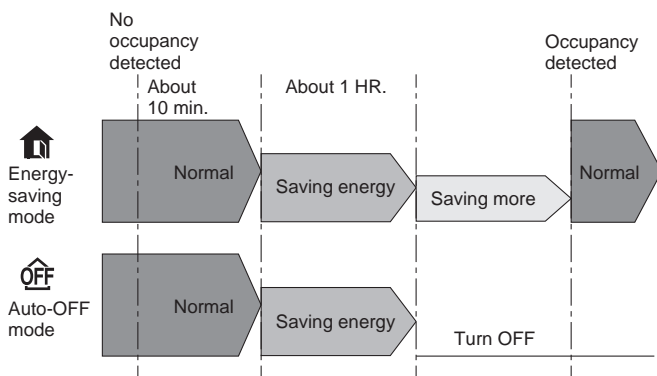 No
occupancy
detected
Occupancy
detected
About
10 min.
About 1 HR.
Energy-
saving
mode
Normal
Saving energy
Saving more
Normal
OFF
Auto-OFF
mode
Normal
Saving energy
Turn OFF